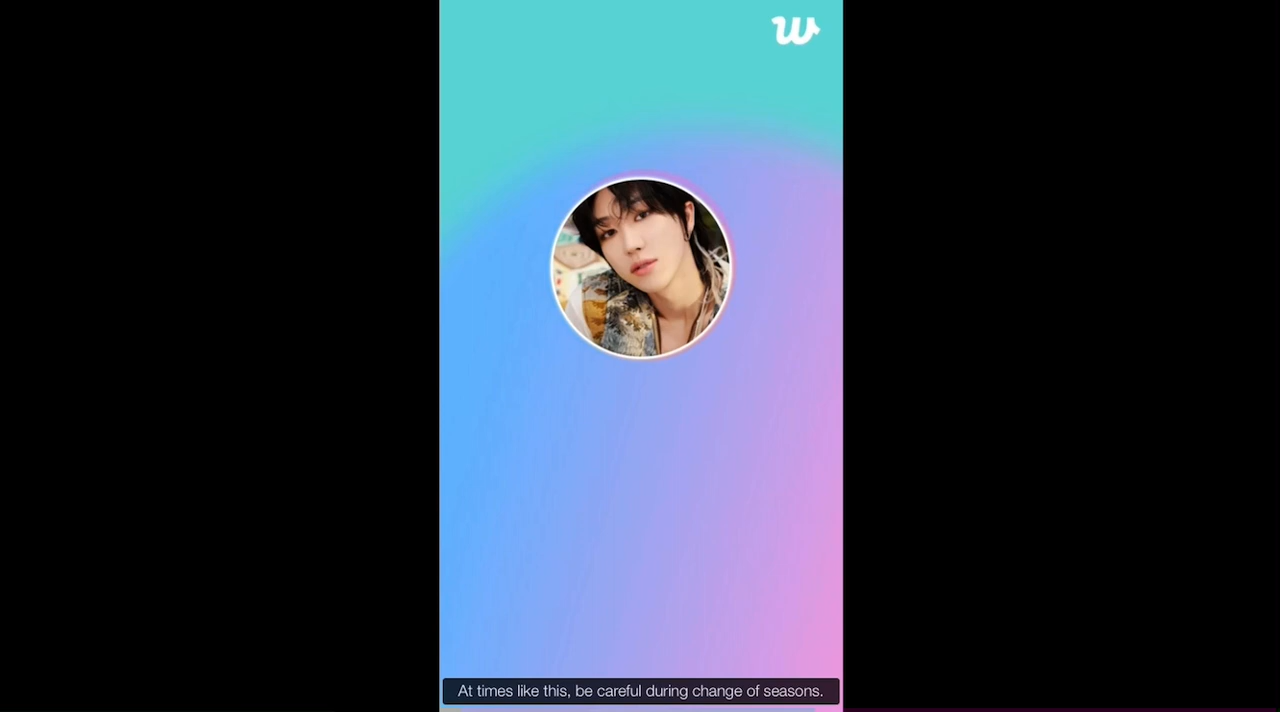 w
At times like this, be careful during change of seasons.